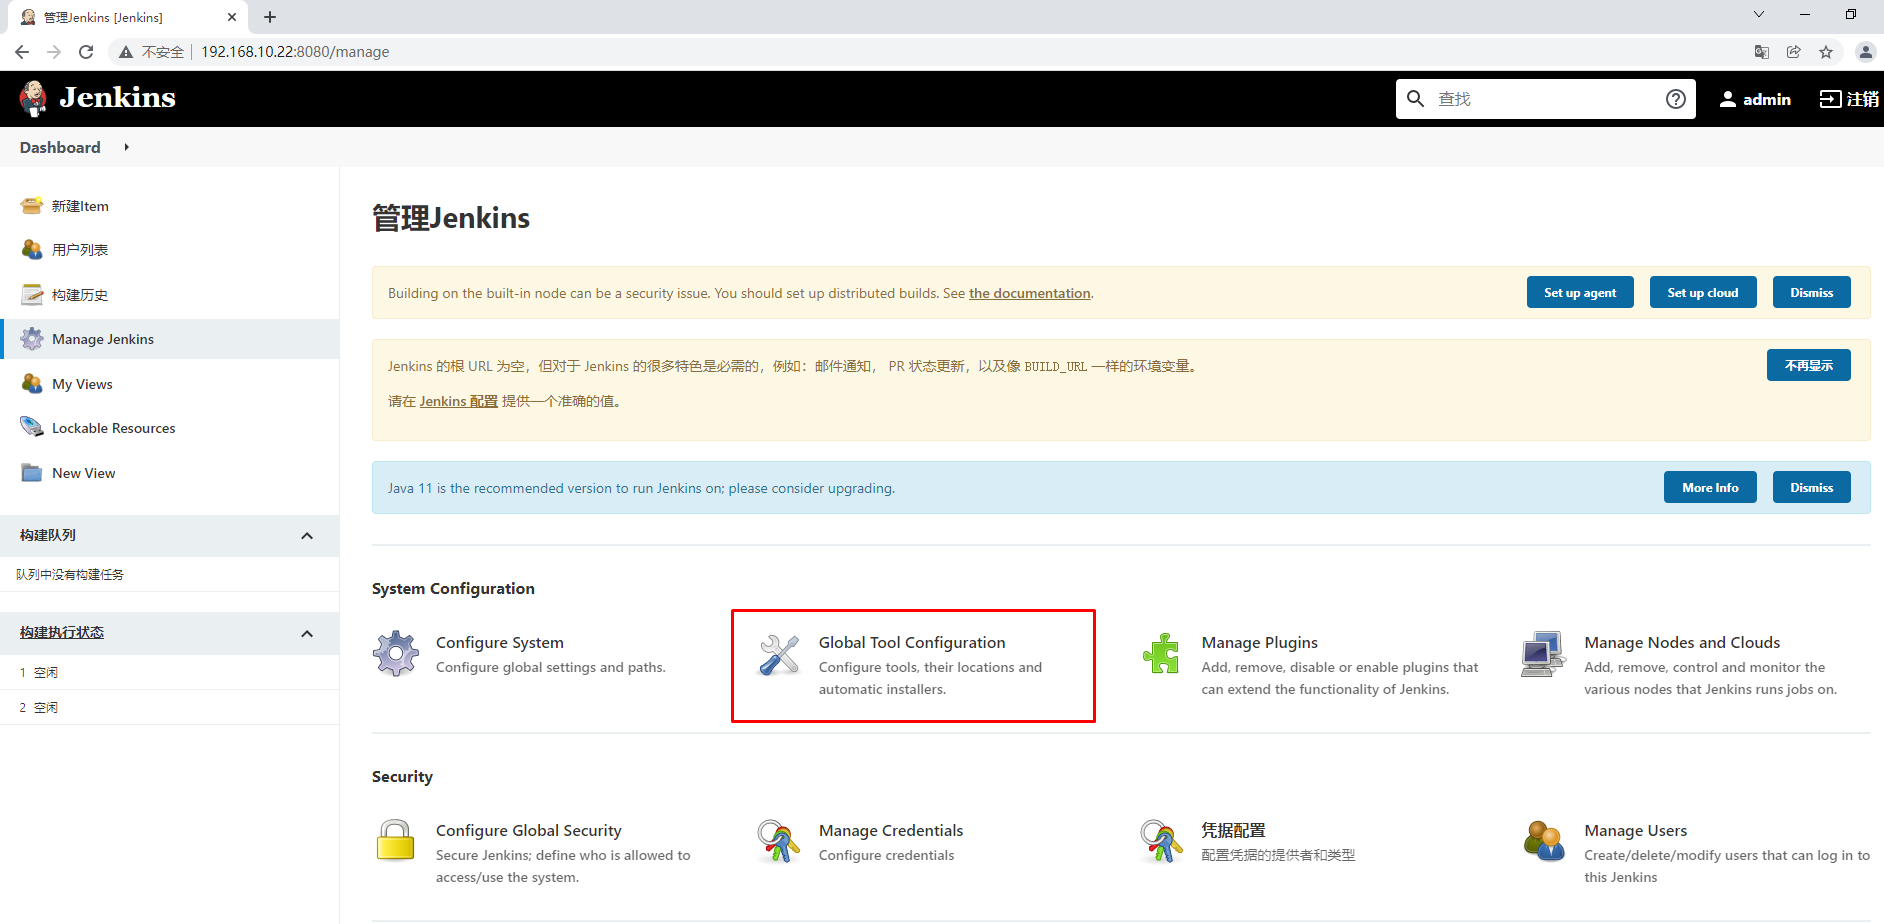 管理Jenkins [Jenkins]
不安全 192.168.10.22:8080/manage
Jenkins
查找
admin
注销
Dashboard
新建Item
用户列表
构建历史
Manage Jenkins
My Views
Lockable Resources
New View
构建队列
队列中没有构建任务
构建执行状态
1 空闲
2 空闲
管理Jenkins
Building on the built-in node can be a security issue. You should set up distributed builds. See the documentation.
Set up agent
Set up cloud
Dismiss
Jenkins 的根 URL 为空，但对于 Jenkins 的很多特色是必需的，例如：邮件通知， PR 状态更新，以及像 BUILD_URL 一样的环境变量。
不再显示
请在 Jenkins 配置 提供一个准确的值。
Java 11 is the recommended version to run Jenkins on; please consider upgrading.
More Info
Dismiss
System Configuration
Configure System
Configure global settings and paths.
Global Tool Configuration
Configure tools, their locations and
automatic installers.
Manage Plugins
Add, remove, disable or enable plugins that
can extend the functionality of Jenkins.
Manage Nodes and Clouds
Add, remove, control and monitor the
various nodes that Jenkins runs jobs on.
Security
Configure Global Security
Secure Jenkins; define who is allowed to
access/use the system.
Manage Credentials
Configure credentials
凭据配置
配置凭据的提供者和类型
Manage Users
Create/delete/modify users that can log in to
this Jenkins